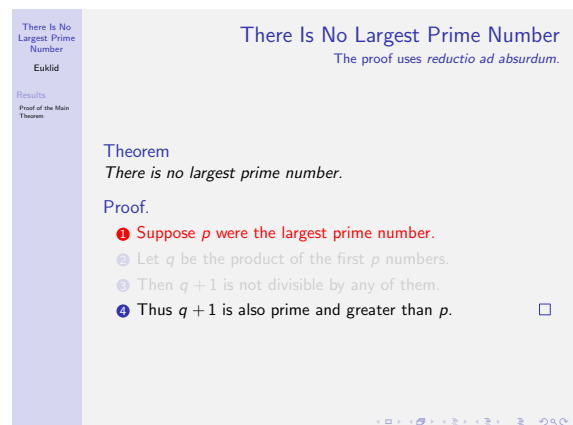 There Is No
Largest Prime
Number
Euklid
Results
Proof of the Main
Theorem
There Is No Largest Prime Number
The proof uses reductio ad absurdum.
Theorem
There is no largest prime number.
Proof.
1 Suppose p were the largest prime number.
2 Let q be the product of the first p numbers.
3 Then q + 1 is not divisible by any of them.
4 Thus q + 1 is also prime and greater than p. □